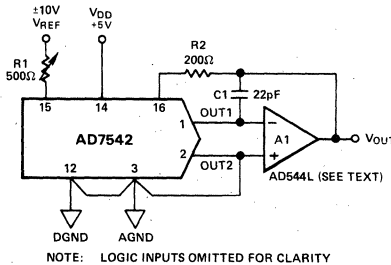 ±10V
VREF
VDD
+5V
R1
500Ω
R2
200Ω
C1
22pF
15
14
16
1
OUT1
AD7542
2
OUT2
A1
−
+
VOUT
AD544L (SEE TEXT)
12
3
DGND
AGND
NOTE: LOGIC INPUTS OMITTED FOR CLARITY